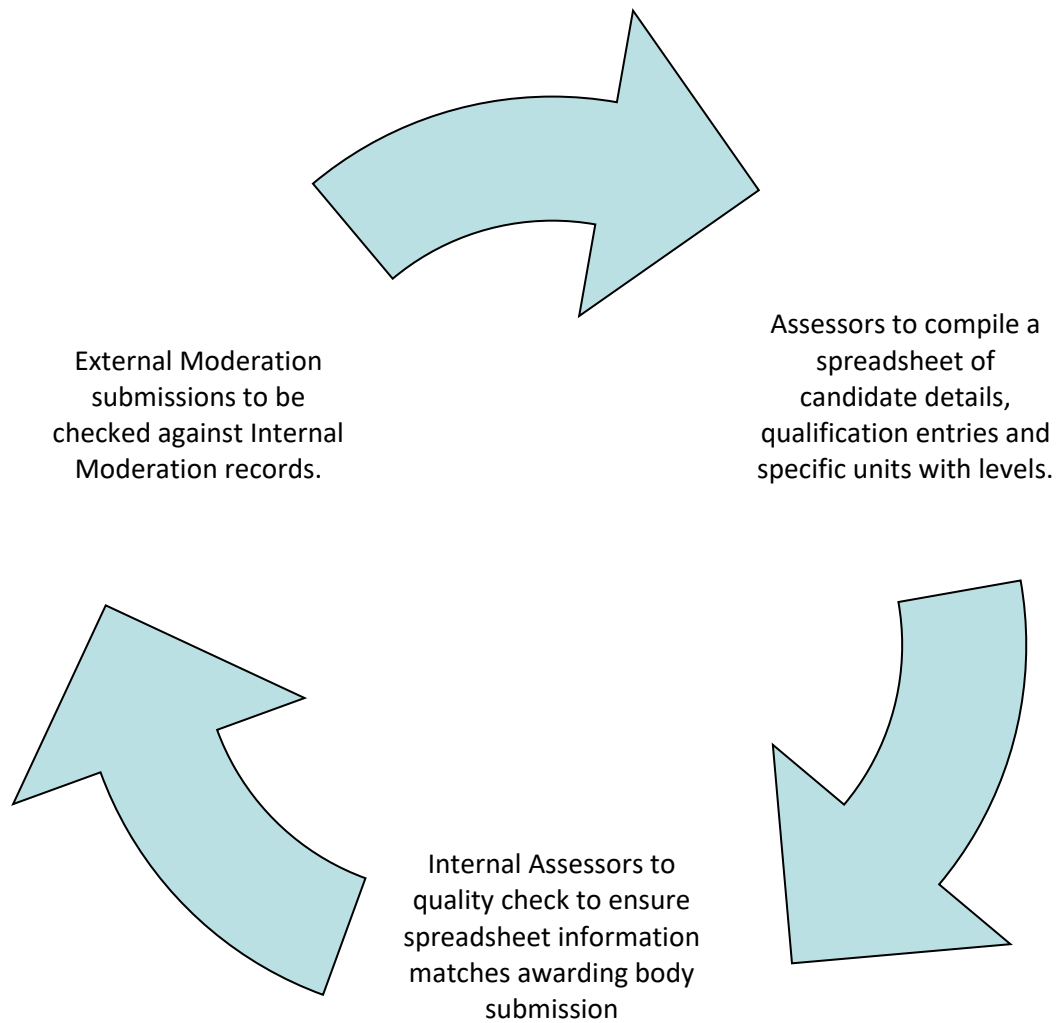 External Moderation
submissions to be
checked against Internal
Moderation records.
Assessors to compile a
spreadsheet of
candidate details,
qualification entries and
specific units with levels.
Internal Assessors to
quality check to ensure
spreadsheet information
matches awarding body
submission